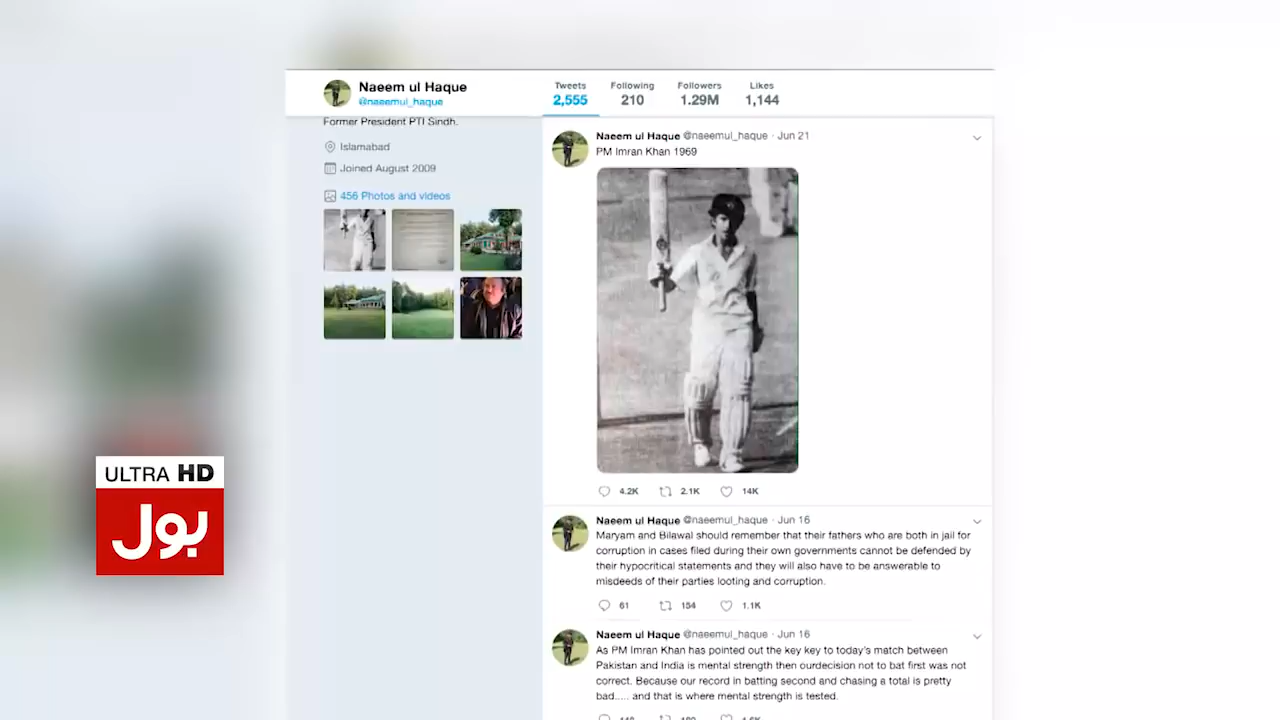 Naeem ul Haque
@naeemul_haque
Tweets Following Followers Likes
2,555 210 1.29M 1,144
Former President PTI Sindh.
Islamabad
Joined August 2009
456 Photos and videos
Naeem ul Haque @naeemul_haque · Jun 21
PM Imran Khan 1969
4.2K 2.1K 14K
Naeem ul Haque @naeemul_haque · Jun 16
Maryam and Bilawal should remember that their fathers who are both in jail for
corruption in cases filed during their own governments cannot be defended by
their hypocritical statements and they will also have to be answerable to
misdeeds of their parties looting and corruption.
61 154 1.1K
Naeem ul Haque @naeemul_haque · Jun 16
As PM Imran Khan has pointed out the key key to today's match between
Pakistan and India is mental strength then ourdecision not to bat first was not
correct. Because our record in batting second and chasing a total is pretty
bad..... and that is where mental strength is tested.
ULTRA HD
بول